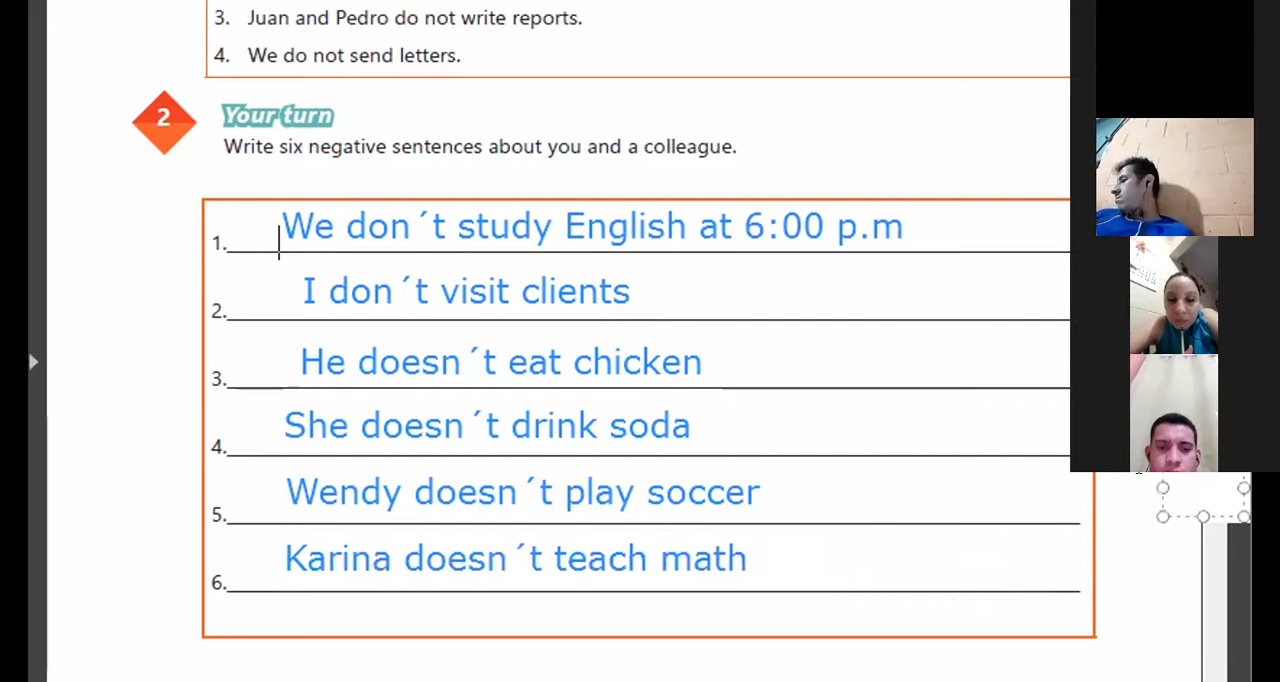 3. Juan and Pedro do not write reports.
4. We do not send letters.
2 Your turn
Write six negative sentences about you and a colleague.
1. We don´t study English at 6:00 p.m
2. I don´t visit clients
3. He doesn´t eat chicken
4. She doesn´t drink soda
5. Wendy doesn´t play soccer
6. Karina doesn´t teach math